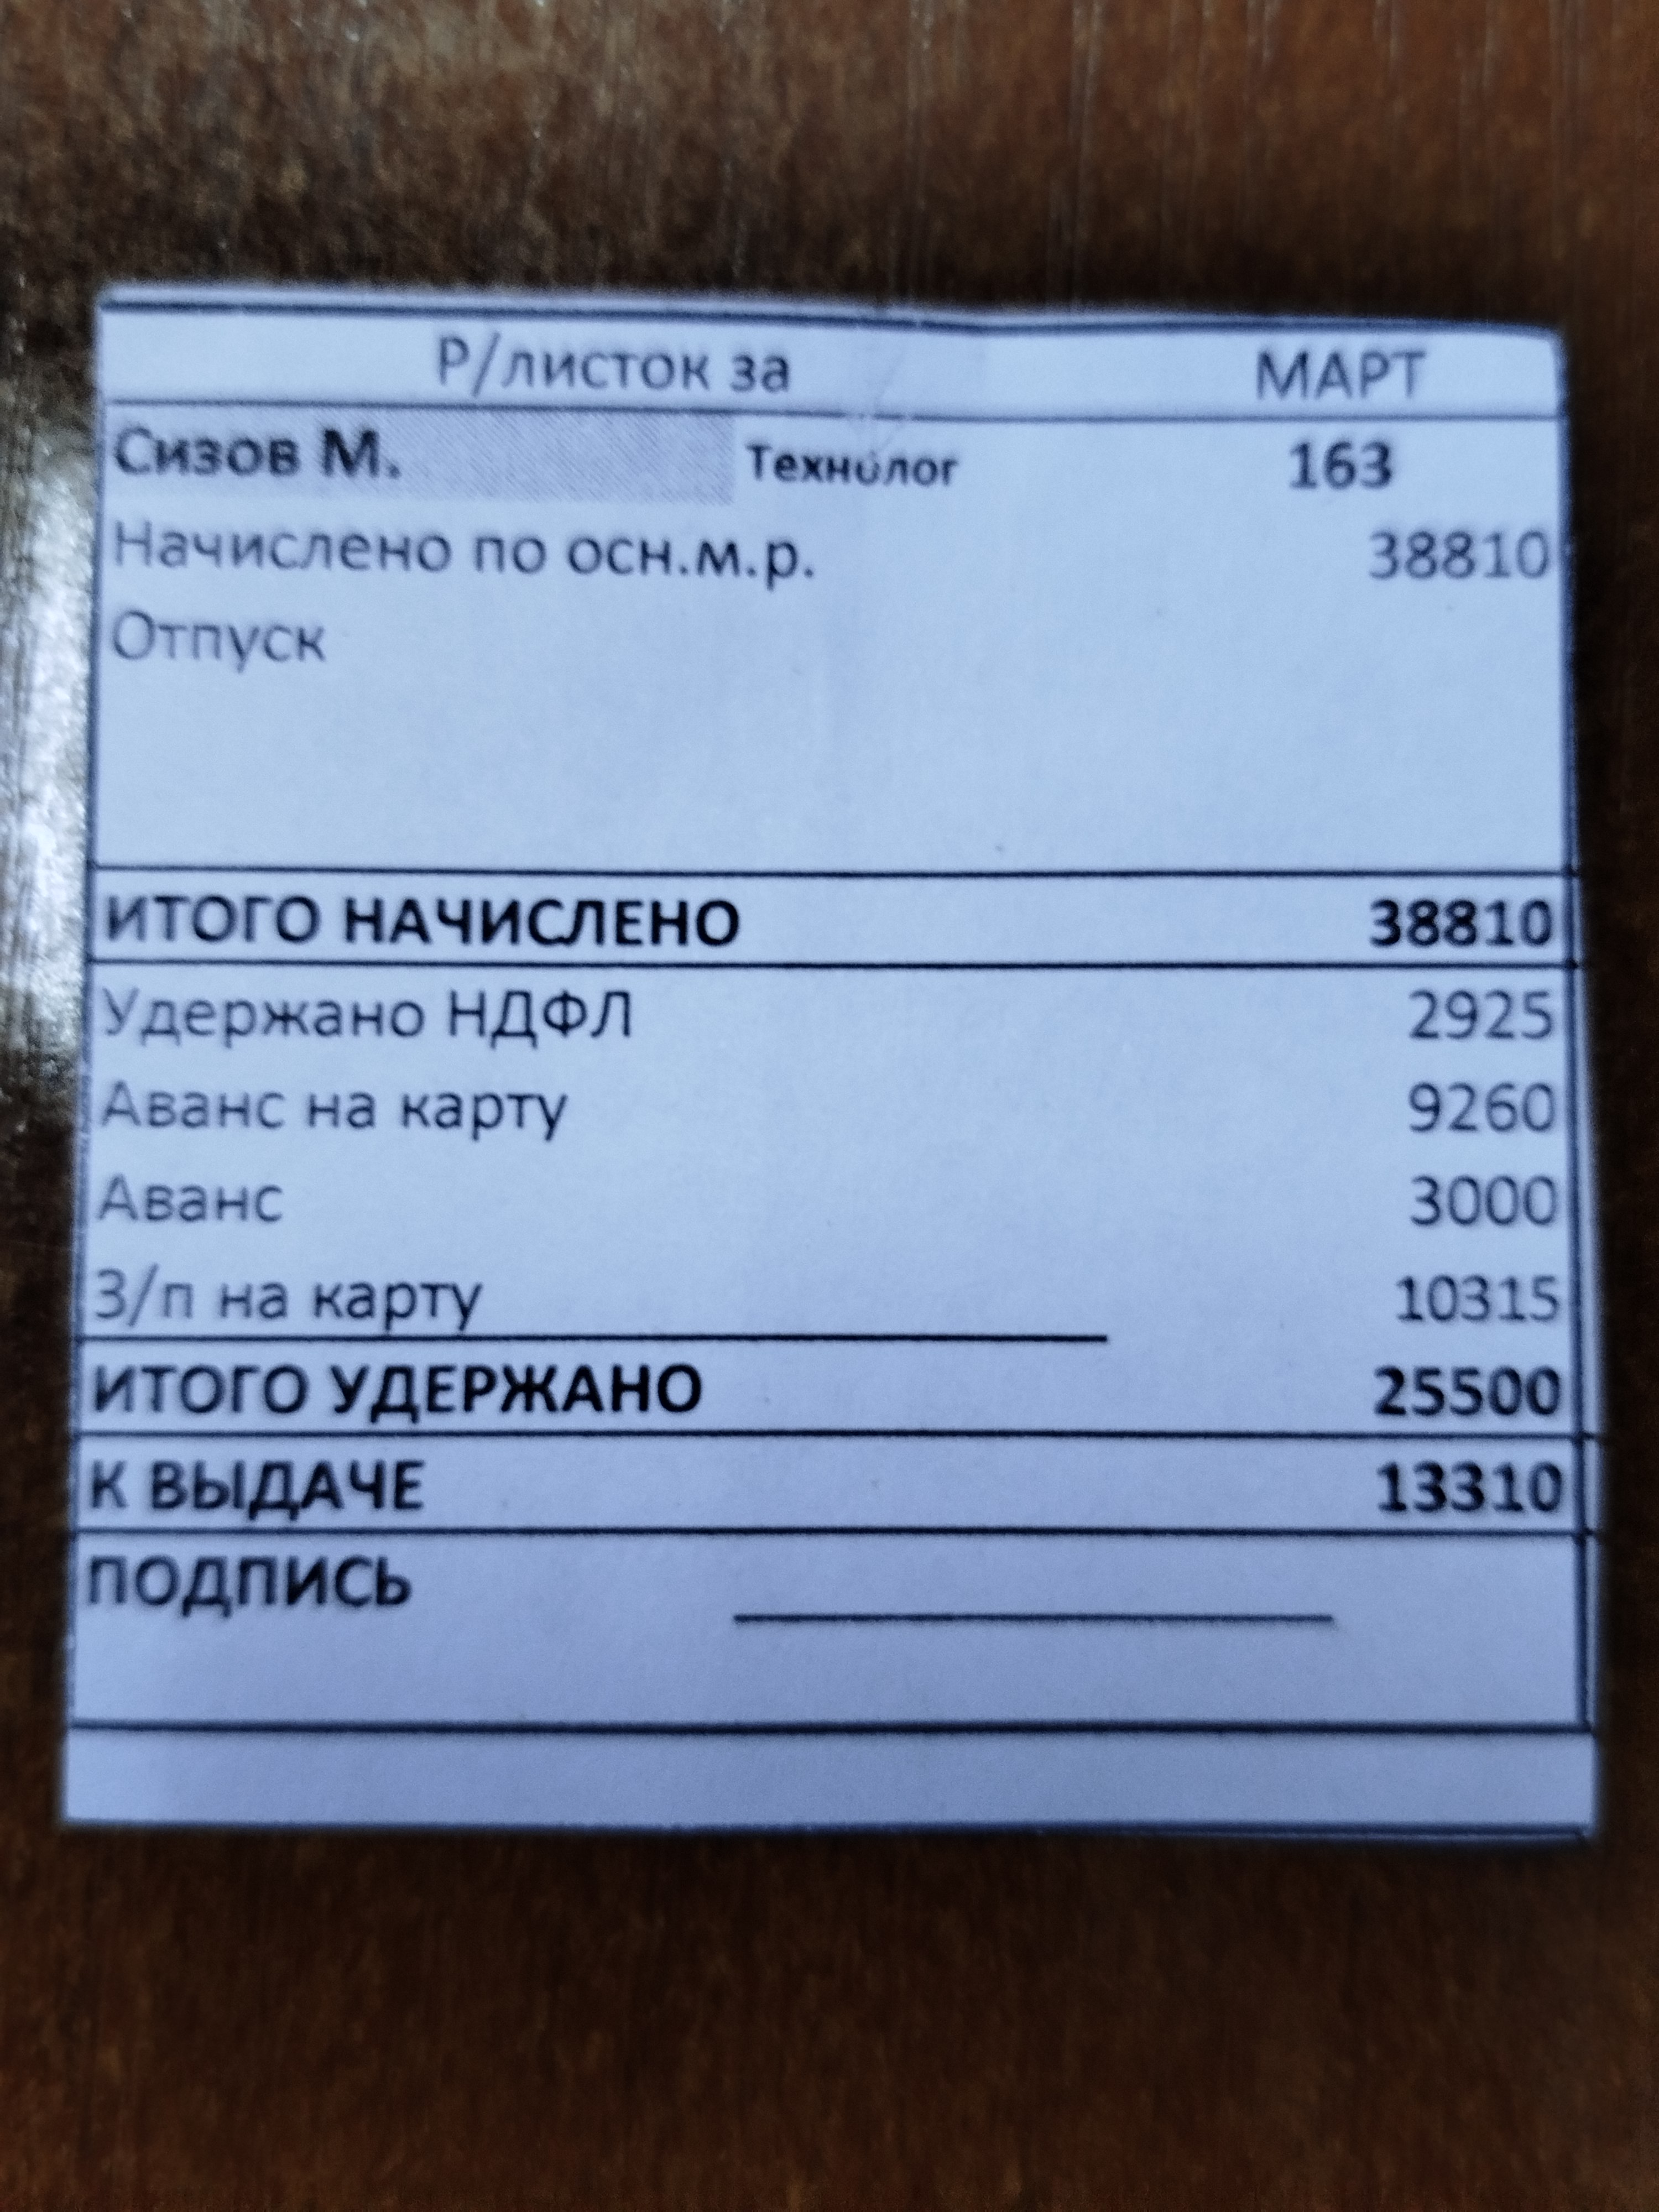 Р/листок за МАРТ
Сизов М. Технолог 163
Начислено по осн.м.р. 38810
Отпуск
ИТОГО НАЧИСЛЕНО 38810
Удержано НДФЛ 2925
Аванс на карту 9260
Аванс 3000
З/п на карту 10315
ИТОГО УДЕРЖАНО 25500
К ВЫДАЧЕ 13310
ПОДПИСЬ